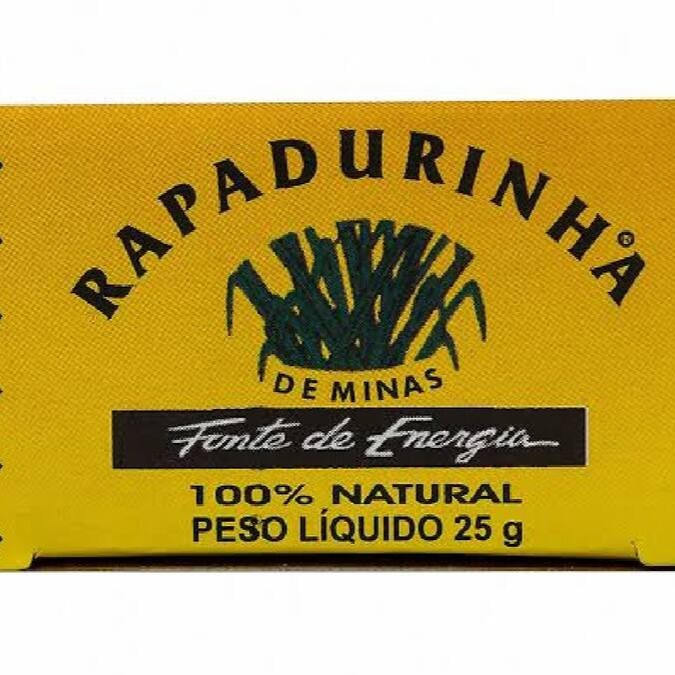 RAPADURINHA®
DE MINAS
Fonte de Energia
100% NATURAL
PESO LÍQUIDO 25 g